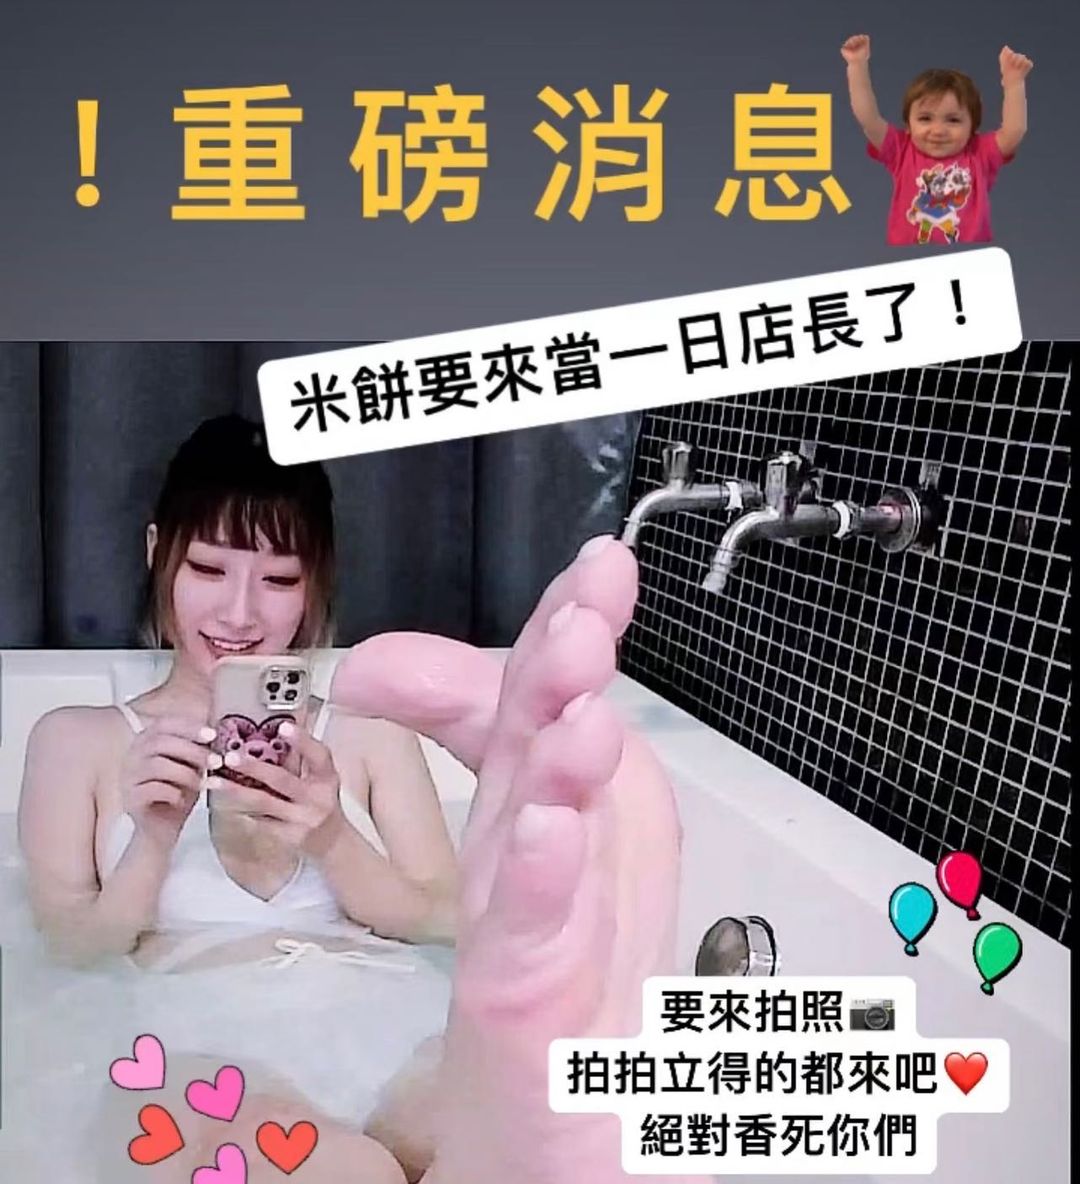 ！重磅消息
米餅要來當一日店長了！
要來拍照📷
拍拍立得的都來吧❤️
絕對香死你們